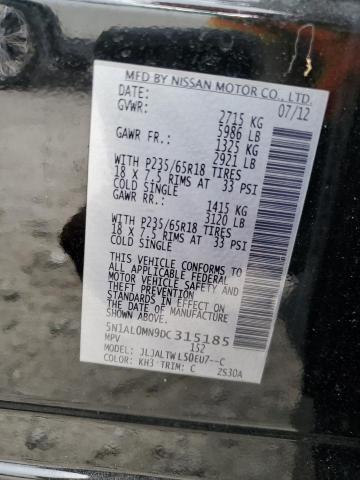 MFD BY NISSAN MOTOR CO., LTD.
DATE: 07/12
GVWR: 2715 KG
5986 LB
GAWR FR.: 1325 KG
2921 LB
WITH P235/65R18 TIRES
18 X 7.5 RIMS AT 33 PSI
COLD SINGLE
GAWR RR.: 1415 KG
3120 LB
WITH P235/65R18 TIRES
18 X 7.5 RIMS AT 33 PSI
COLD SINGLE
THIS VEHICLE CONFORMS TO
ALL APPLICABLE FEDERAL
MOTOR VEHICLE SAFETY AND
THEFT PREVENTION
STANDARDS IN EFFECT ON
THE DATE OF MANUFACTURE
SHOWN ABOVE.
5N1AL0MN9DC315185
MPV 152
JLJALTWL50EU7--C
COLOR: KH3 TRIM: C 2S30A